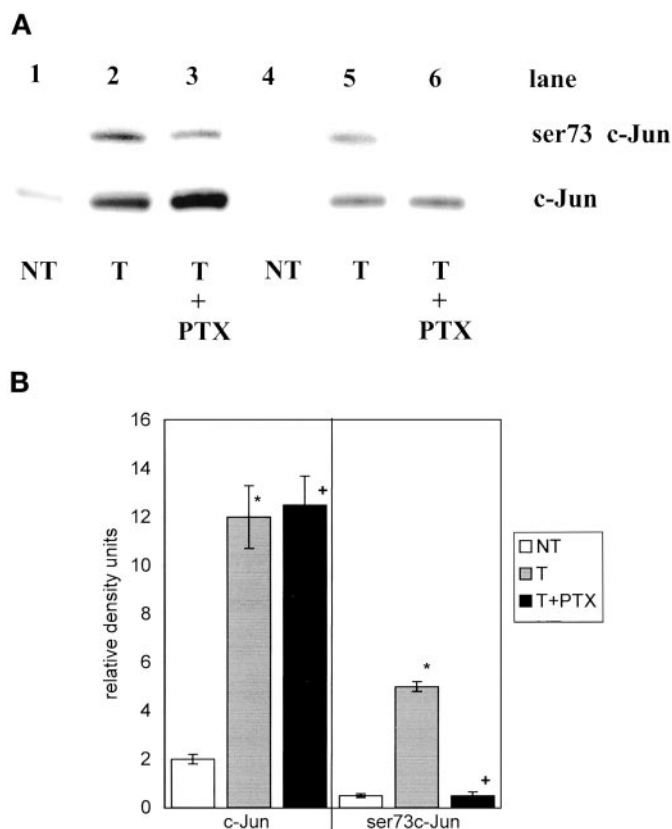 A
1 2 3 4 5 6 lane
ser73 c-Jun
c-Jun
NT T T NT T T
+ +
PTX PTX
B
16
14
12
10
8
6
4
2
0
relative density units
*
+
*
+
c-Jun ser73c-Jun
NT
T
T+PTX